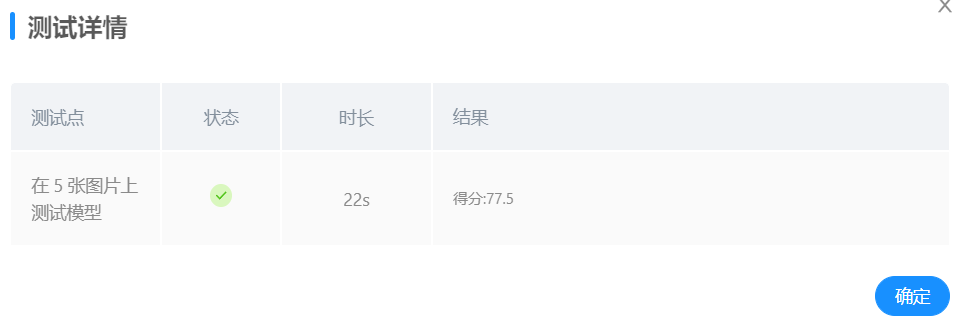 测试详情
测试点
状态
时长
结果
在 5 张图片上
测试模型
22s
得分:77.5
确定